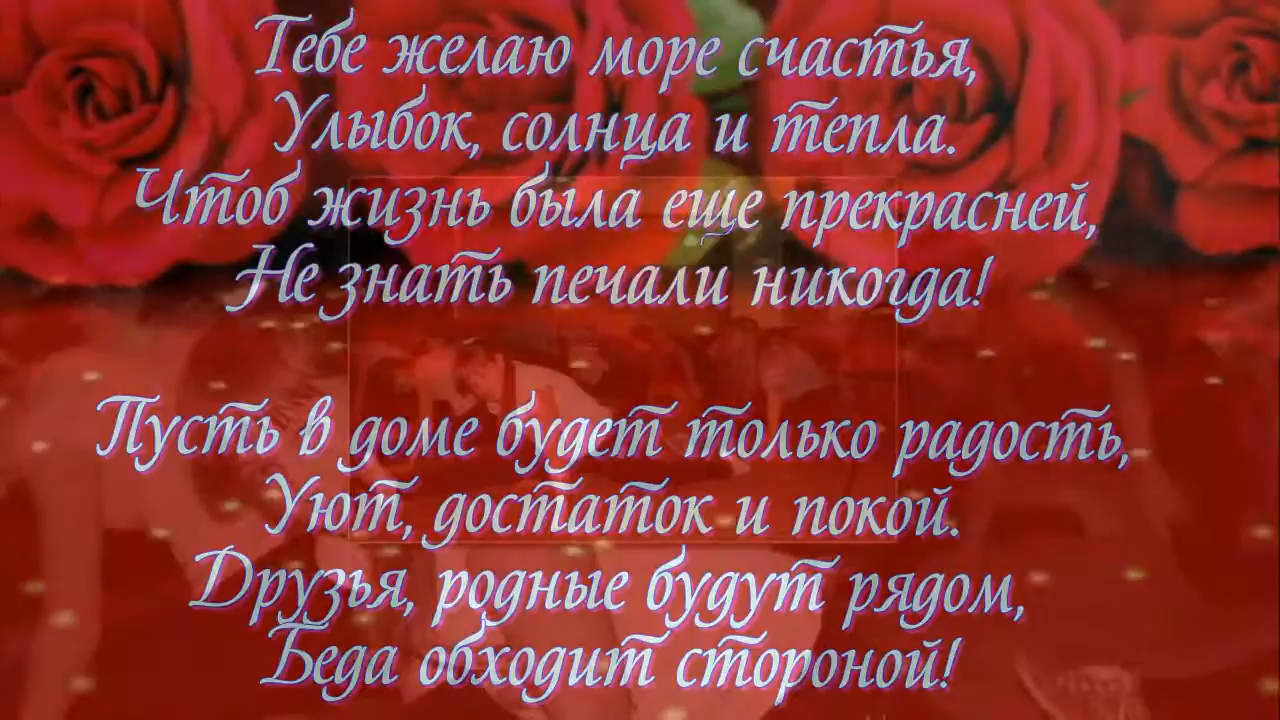 Тебе желаю море счастья,
Улыбок, солнца и тепла.
Чтоб жизнь была еще прекрасней,
Не знать печали никогда!
Пусть в доме будет только радость,
Уют, достаток и покой.
Друзья, родные будут рядом,
Беда обходит стороной!